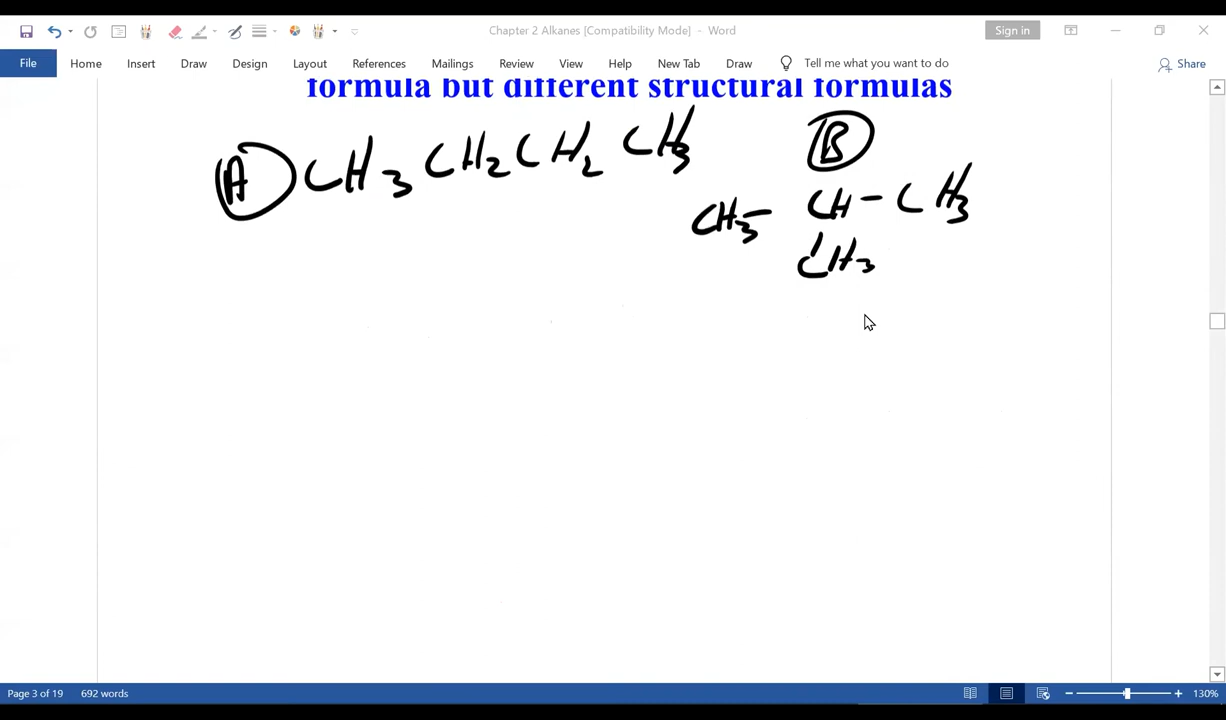 Chapter 2 Alkanes [Compatibility Mode] - Word
Sign in
File Home Insert Draw Design Layout References Mailings Review View Help New Tab Draw Tell me what you want to do Share
formula but different structural formulas
A CH3 CH2 CH2 CH3
B
CH3- CH-CH3
CH3
Page 3 of 19 692 words 130%